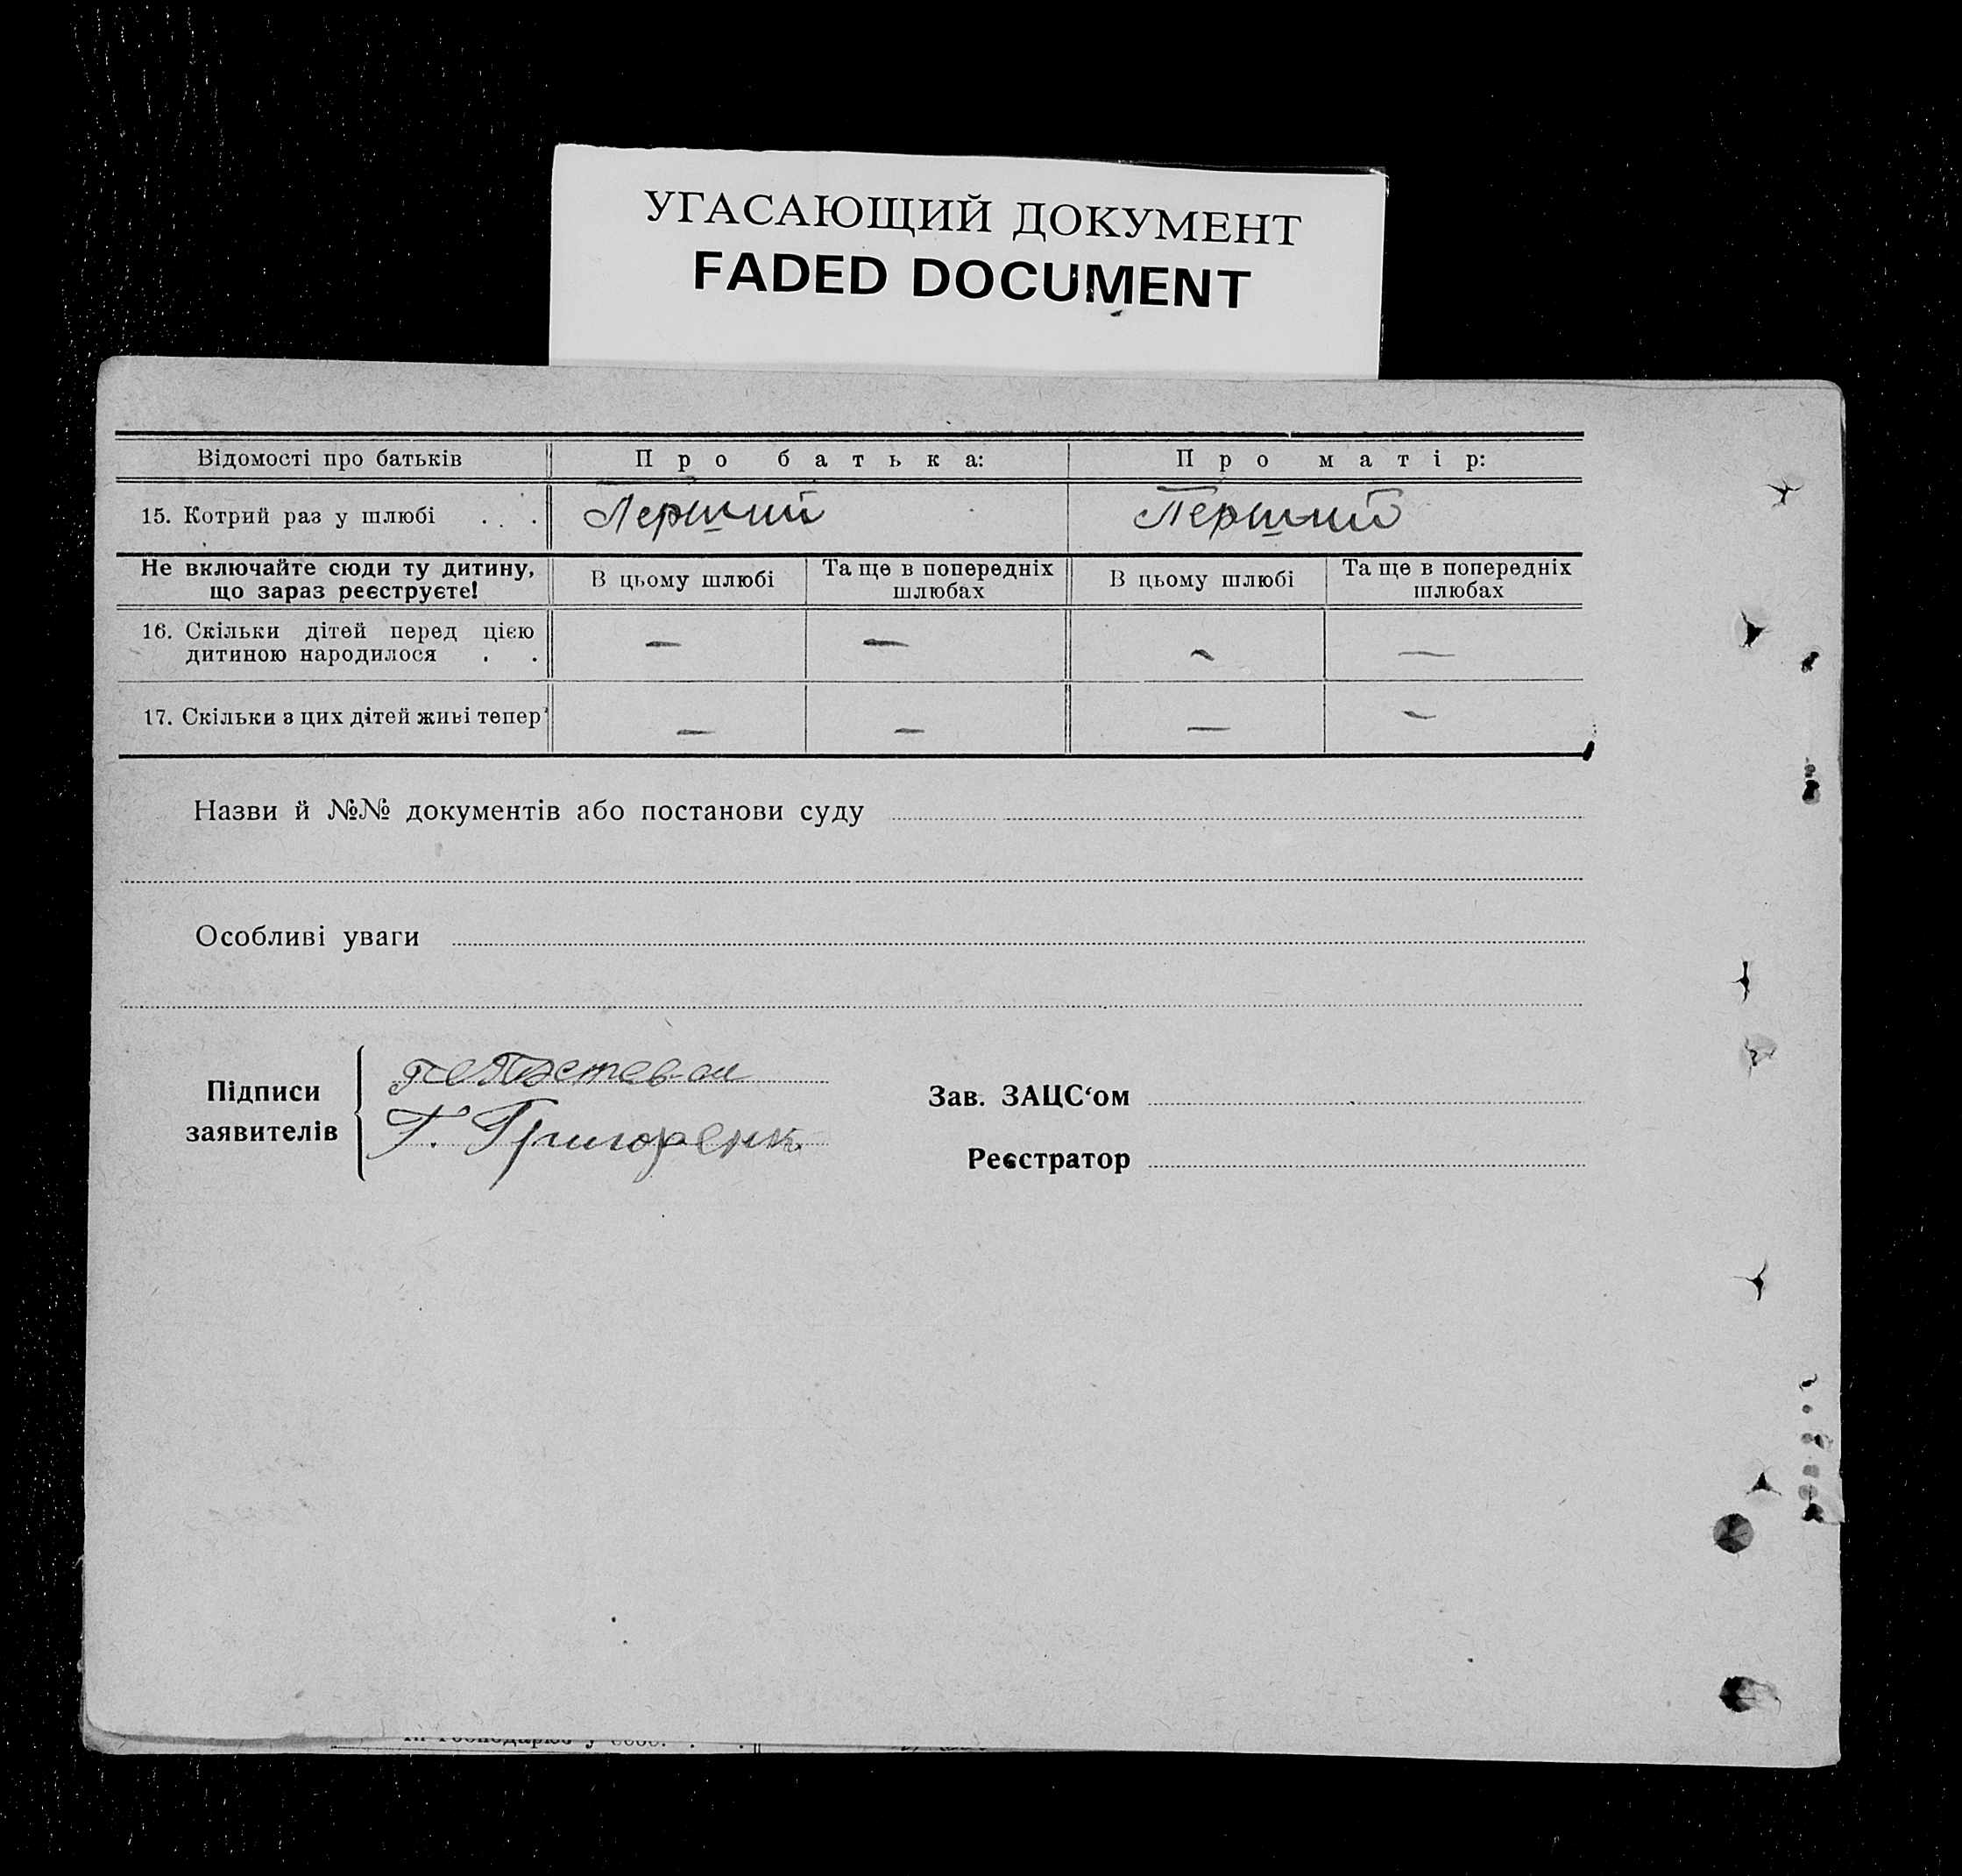 УГАСАЮЩИЙ ДОКУМЕНТ
FADED DOCUMENT
Відомості про батьків Про батька: Про матір:
15. Котрий раз у шлюбі . . . Перший Перший
Не включайте сюди ту дитину, що зараз реєструєте! В цьому шлюбі Та ще в попередніх шлюбах В цьому шлюбі Та ще в попередніх шлюбах
16. Скільки дітей перед цією дитиною народилося . . — — — —
17. Скільки з цих дітей живі тепер — — — —
Назви й №№ документів або постанови суду
Особливі уваги
Підписи заявителів
Г. Григоренко
Зав. ЗАЦС‘ом
Реєстратор